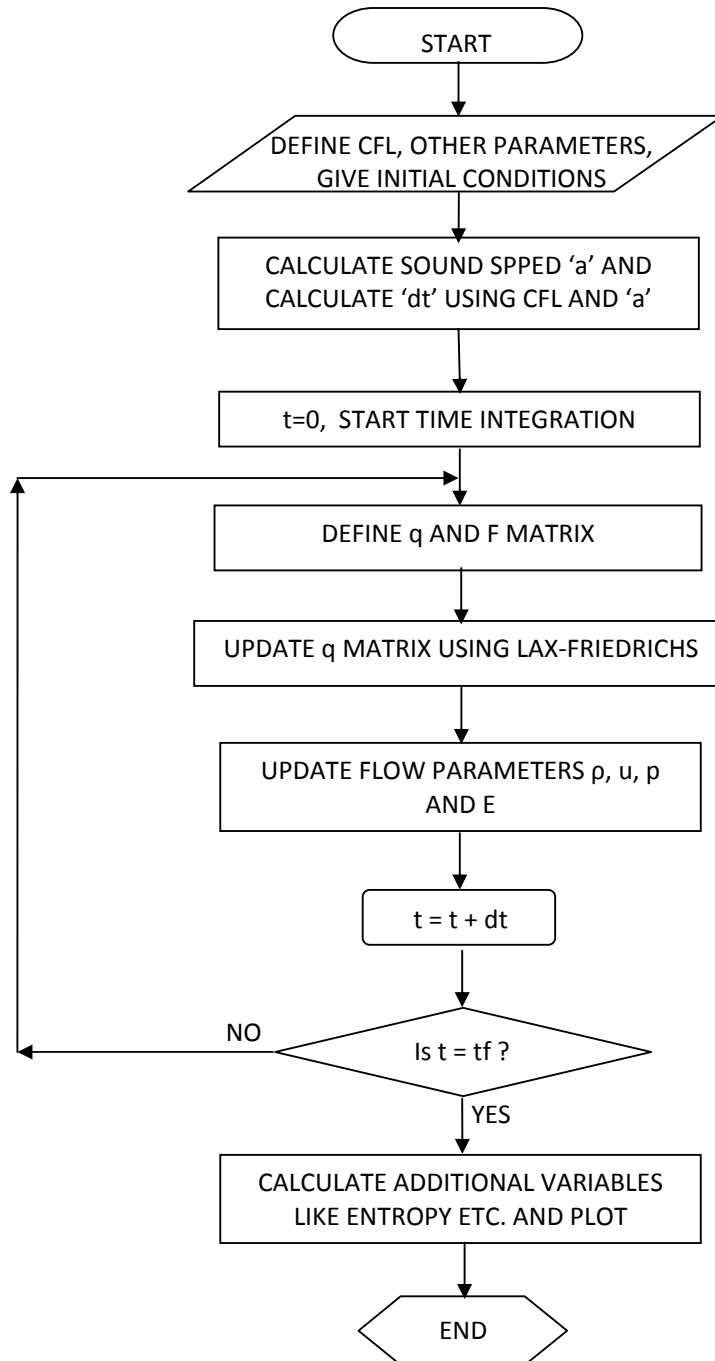 START
DEFINE CFL, OTHER PARAMETERS,
GIVE INITIAL CONDITIONS
CALCULATE SOUND SPPED ‘a’ AND
CALCULATE ‘dt’ USING CFL AND ‘a’
t=0, START TIME INTEGRATION
DEFINE q AND F MATRIX
UPDATE q MATRIX USING LAX-FRIEDRICHS
UPDATE FLOW PARAMETERS ρ, u, p
AND E
t = t + dt
NO
Is t = tf ?
YES
CALCULATE ADDITIONAL VARIABLES
LIKE ENTROPY ETC. AND PLOT
END